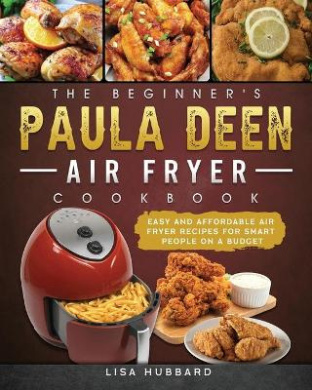 THE BEGINNER'S
PAULA DEEN
AIR FRYER
COOKBOOK
EASY AND AFFORDABLE AIR
FRYER RECIPES FOR SMART
PEOPLE ON A BUDGET
LISA HUBBARD